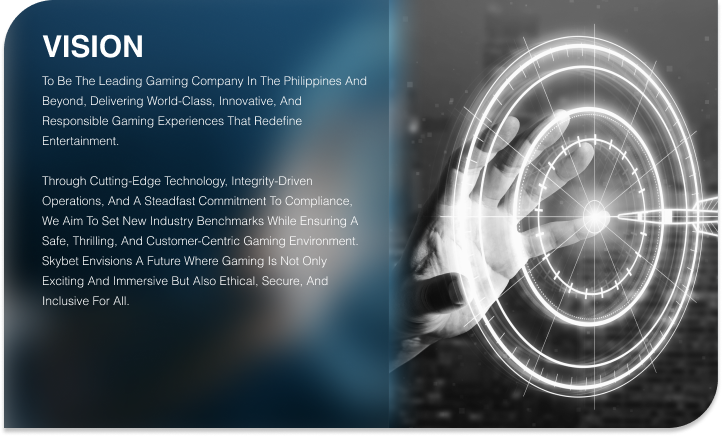 VISION
To Be The Leading Gaming Company In The Philippines And
Beyond, Delivering World-Class, Innovative, And
Responsible Gaming Experiences That Redefine
Entertainment.
Through Cutting-Edge Technology, Integrity-Driven
Operations, And A Steadfast Commitment To Compliance,
We Aim To Set New Industry Benchmarks While Ensuring A
Safe, Thrilling, And Customer-Centric Gaming Environment.
Skybet Envisions A Future Where Gaming Is Not Only
Exciting And Immersive But Also Ethical, Secure, And
Inclusive For All.